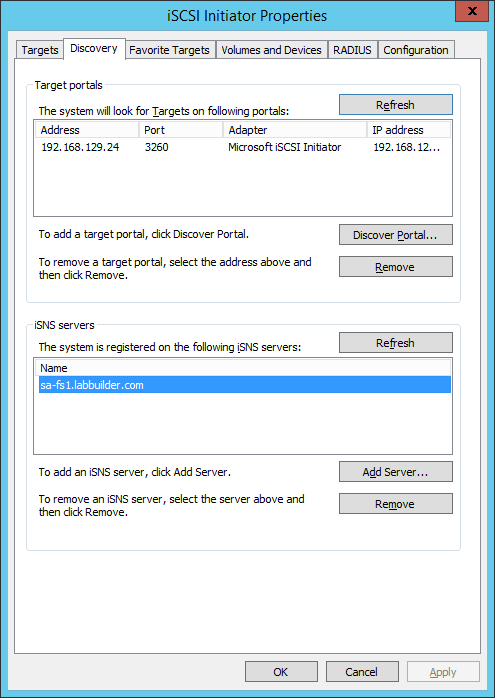 iSCSI Initiator Properties
x
Targets Discovery Favorite Targets Volumes and Devices RADIUS Configuration
Target portals
The system will look for Targets on following portals: Refresh
Address Port Adapter IP address
192.168.129.24 3260 Microsoft iSCSI Initiator 192.168.12...
To add a target portal, click Discover Portal. Discover Portal...
To remove a target portal, select the address above and
then click Remove.
Remove
iSNS servers
The system is registered on the following iSNS servers: Refresh
Name
sa-fs1.labbuilder.com
To add an iSNS server, click Add Server. Add Server...
To remove an iSNS server, select the server above and
then click Remove.
Remove
OK Cancel Apply